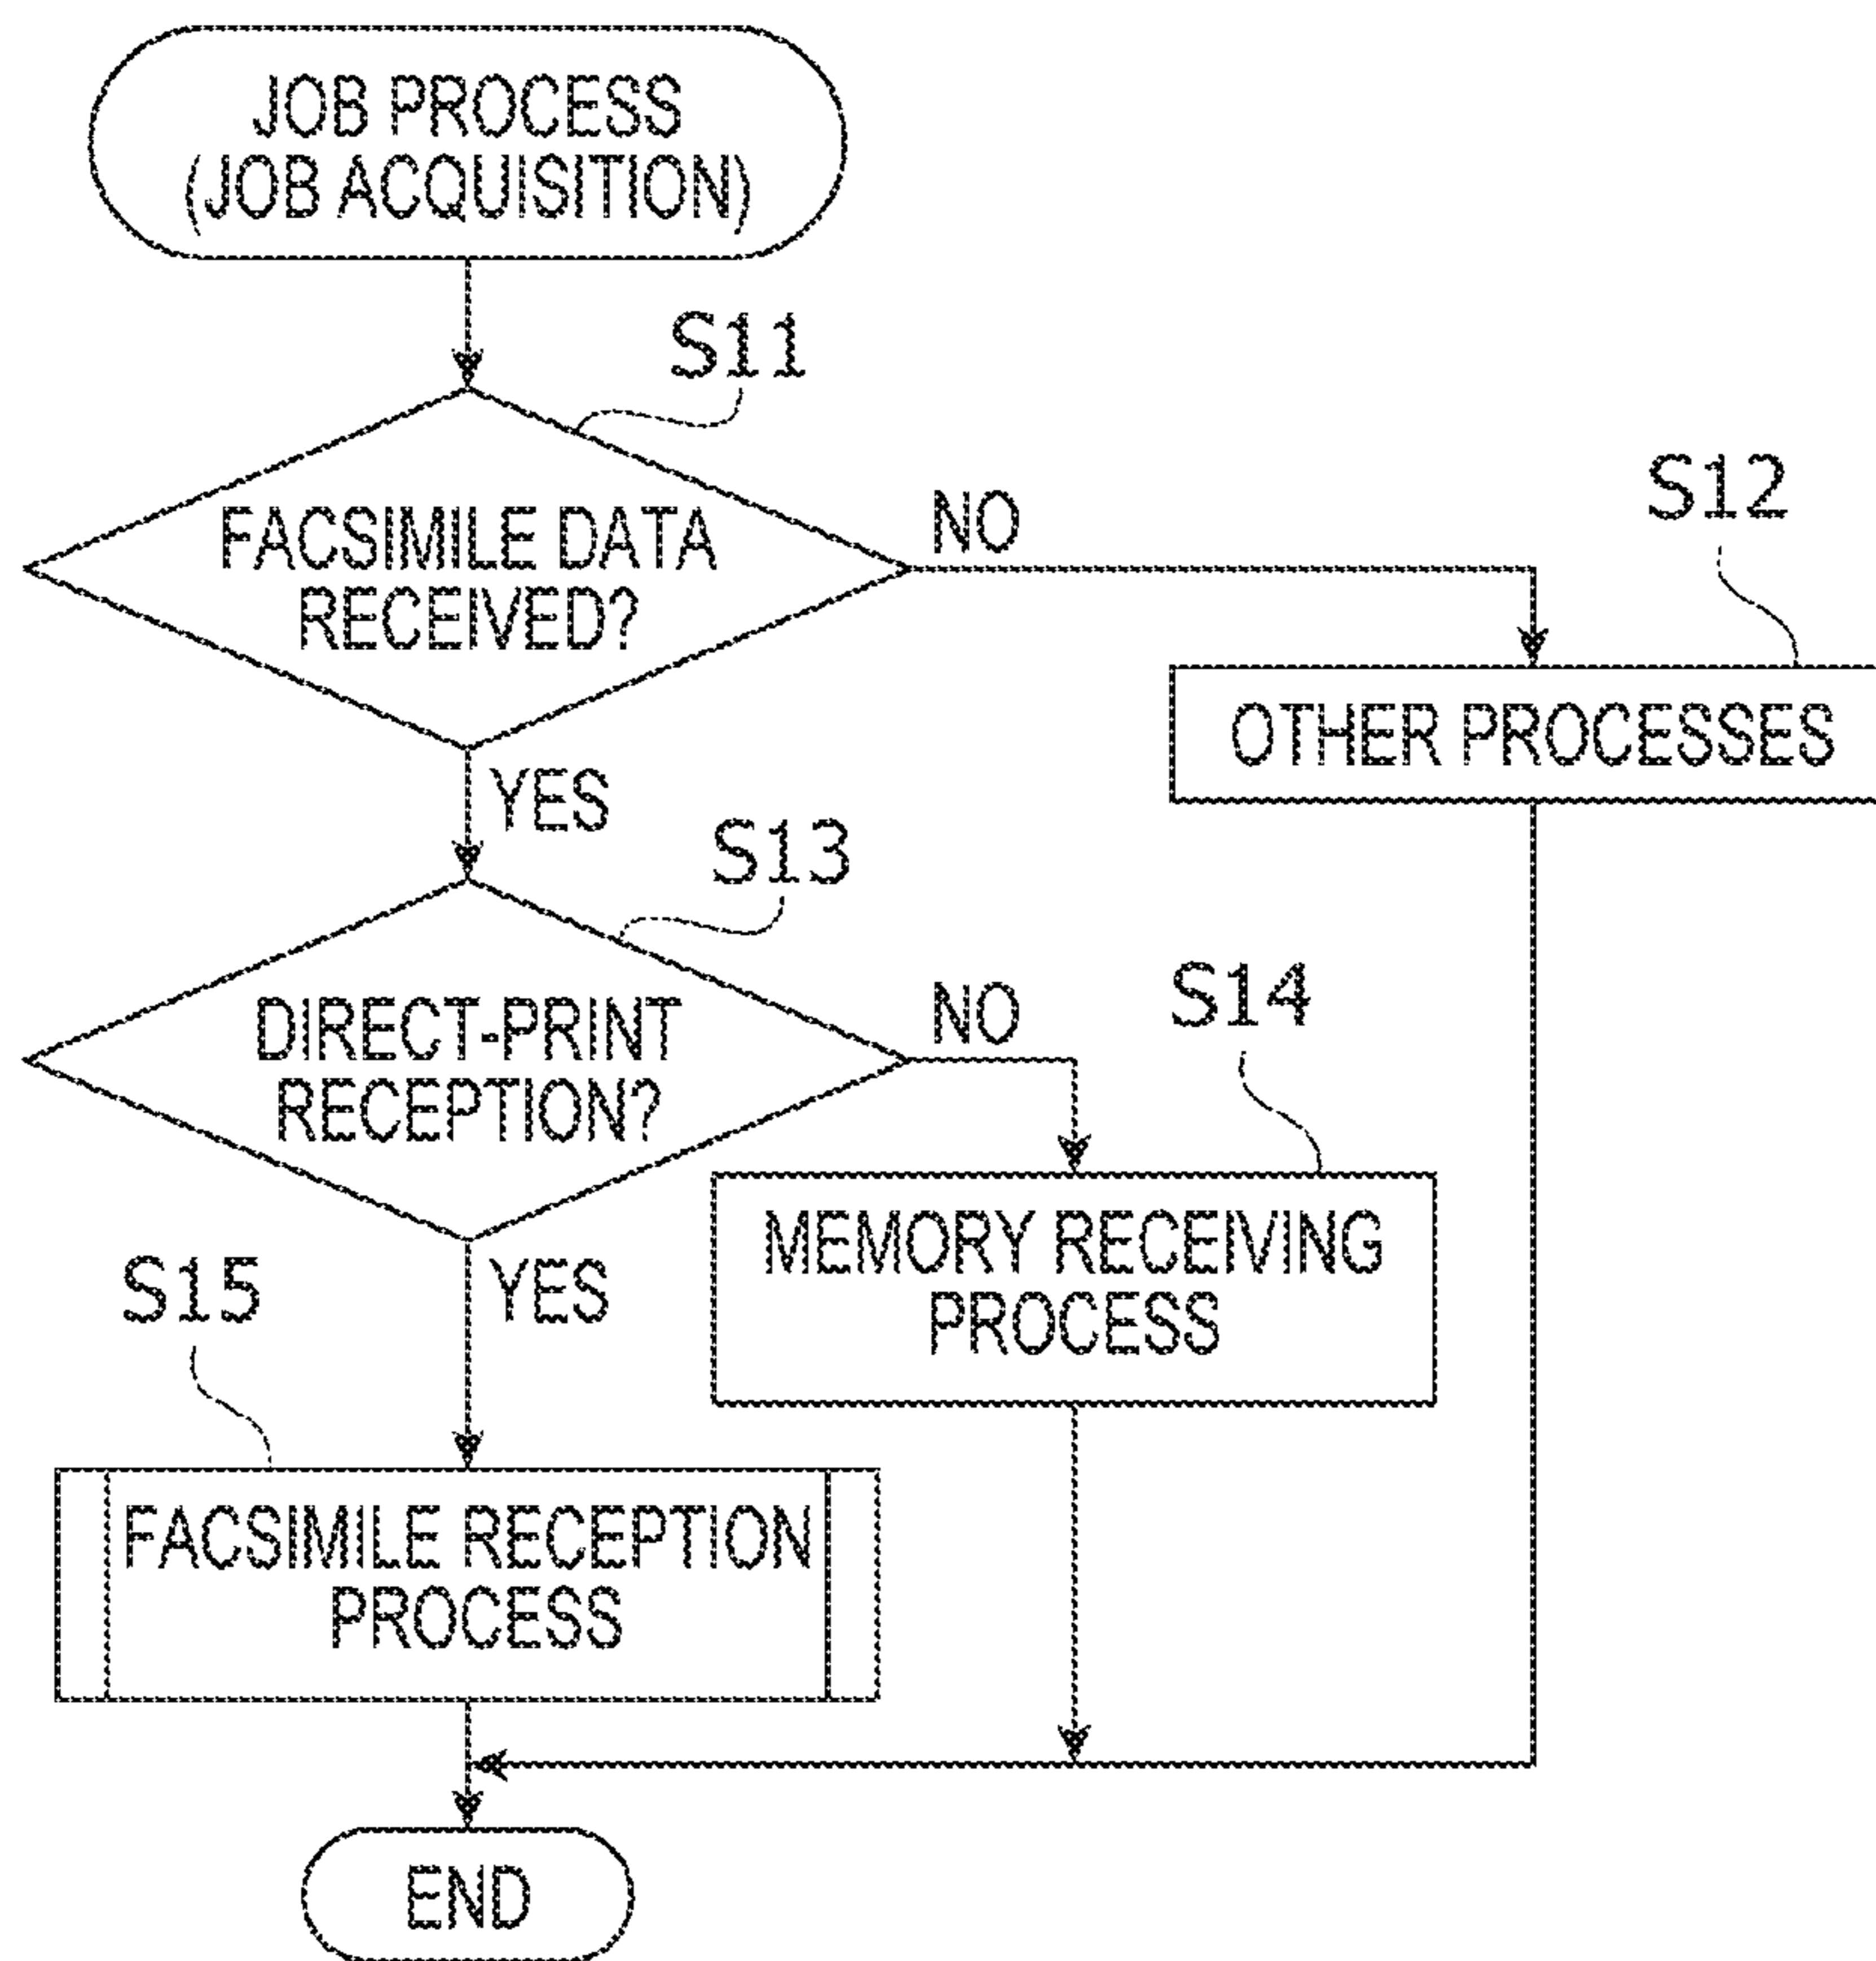 JOB PROCESS
(JOB ACQUISITION)
S11
FACSIMILE DATA
RECEIVED?
NO
S12
OTHER PROCESSES
YES
S13
DIRECT-PRINT
RECEPTION?
NO
S14
MEMORY RECEIVING
PROCESS
YES
S15
FACSIMILE RECEPTION
PROCESS
END